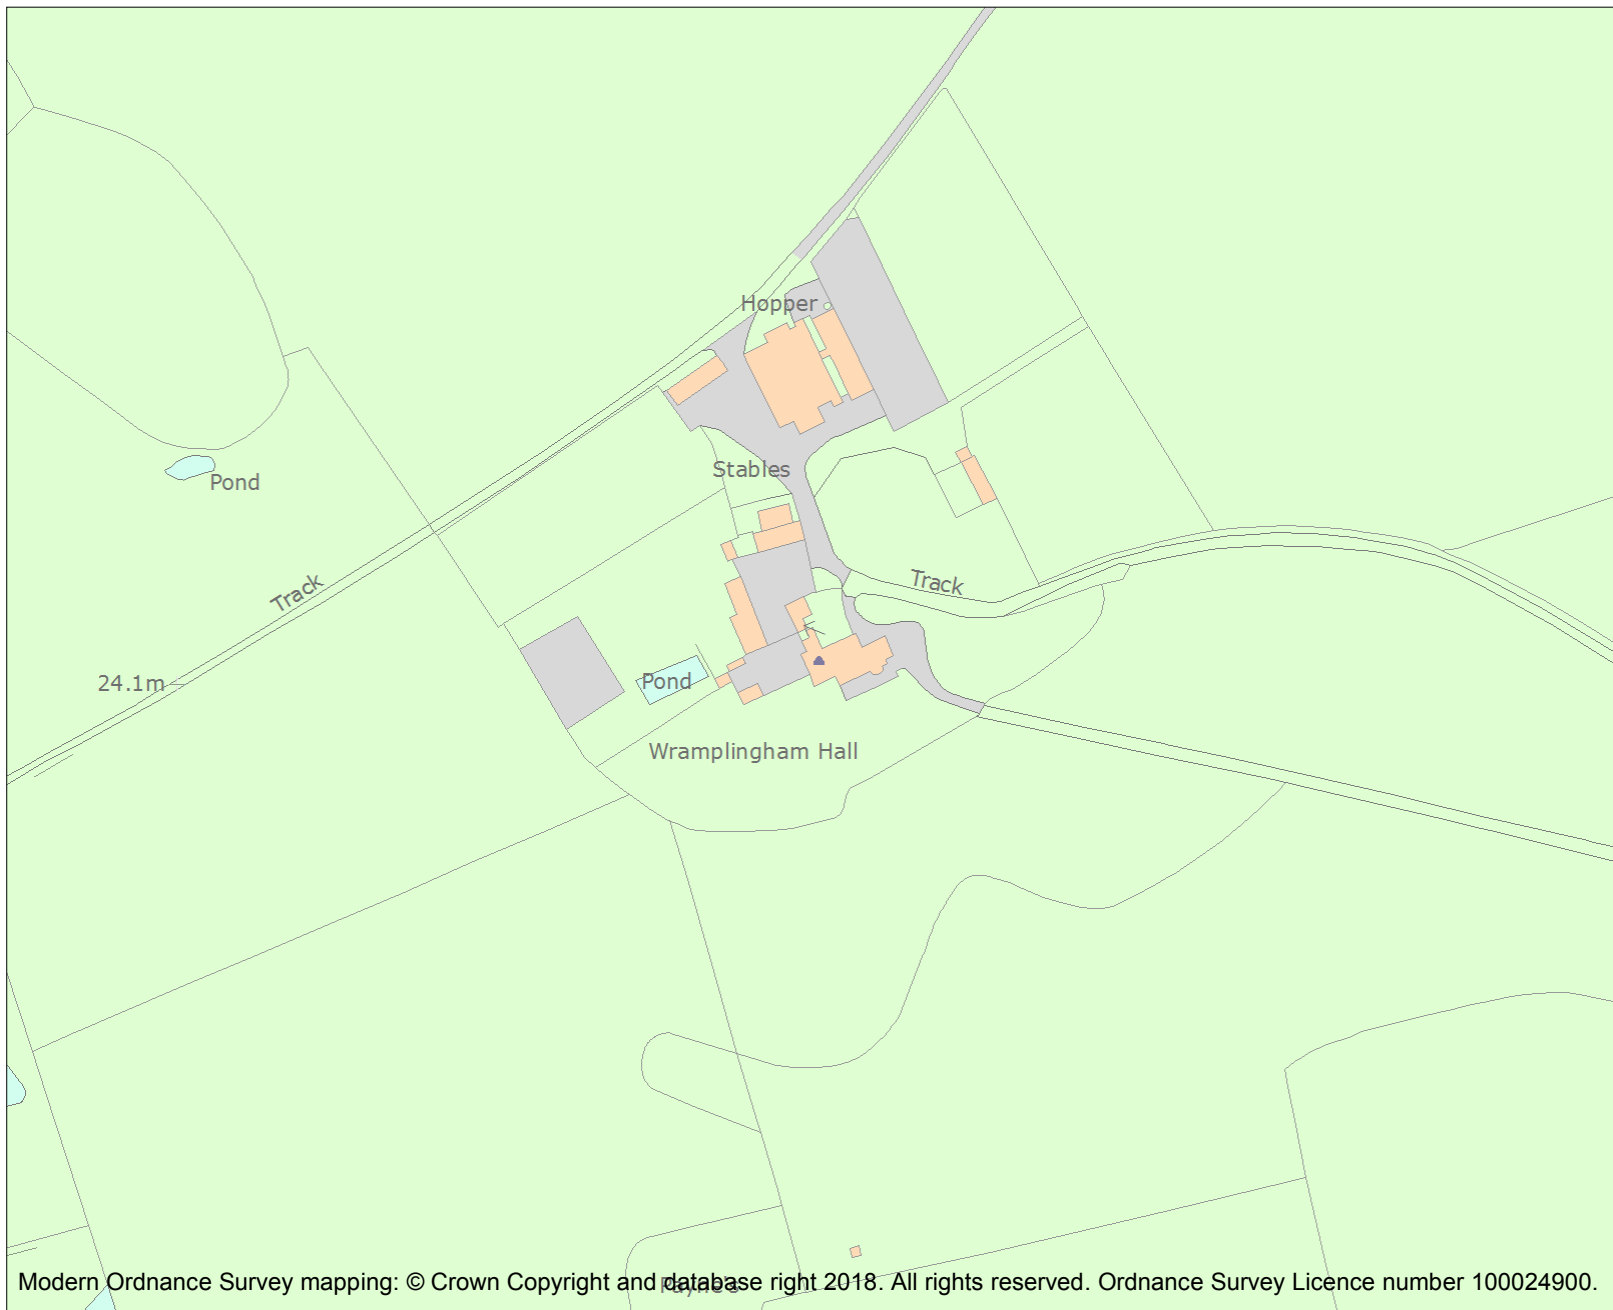 Hopper
Stables
Pond
Track
Track
24.1m
Pond
Wramplingham Hall
Payne's
Modern Ordnance Survey mapping: © Crown Copyright and database right 2018. All rights reserved. Ordnance Survey Licence number 100024900.